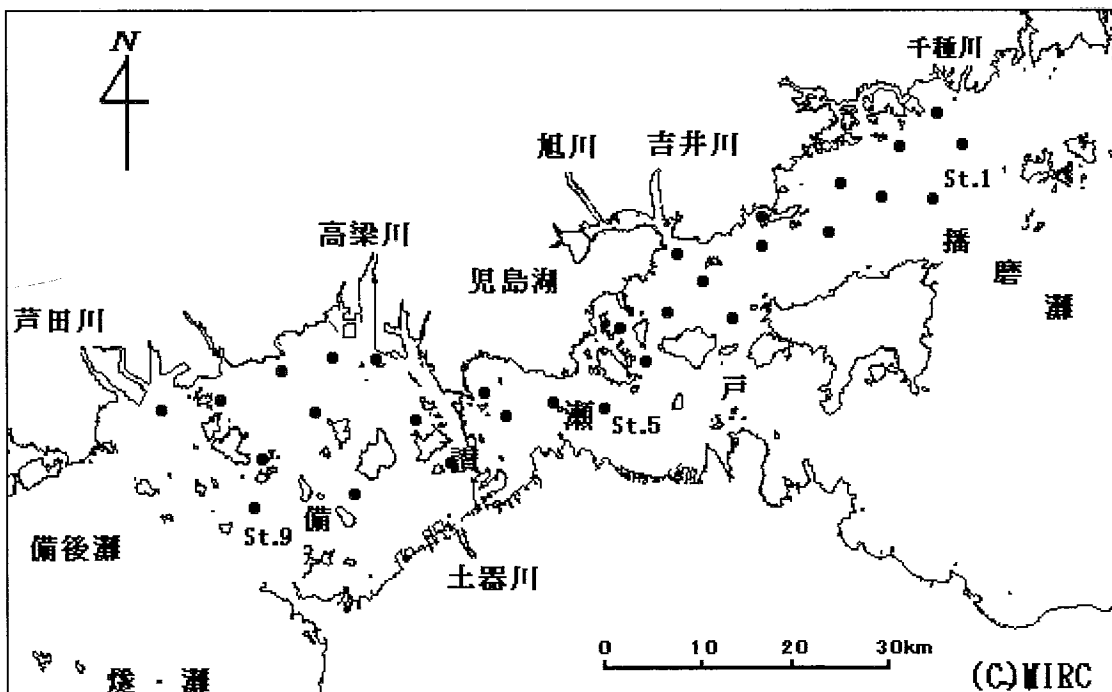 N
千種川
旭川
吉井川
St.1
高梁川
播磨灘
児島湖
芦田川
備讃瀬戸
St.5
St.9
備後灘
土器川
燧・灘
0 10 20 30km
(C)MIRC